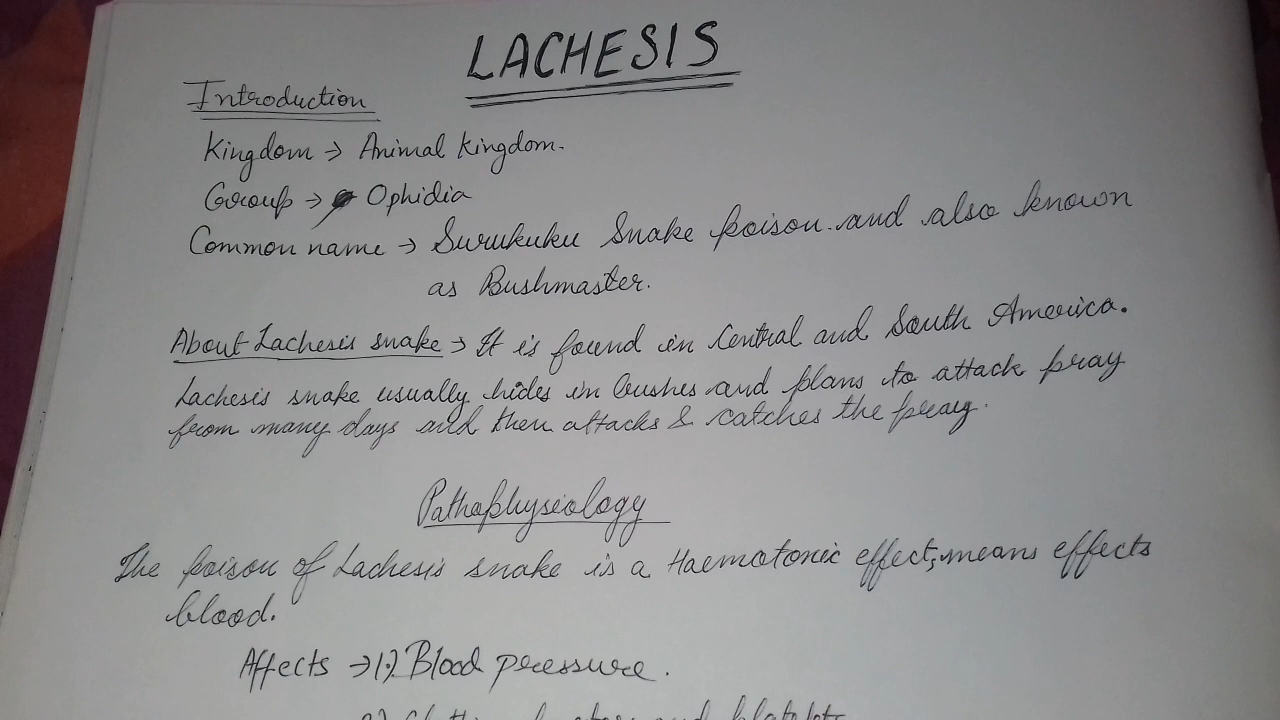 LACHESIS
Introduction
Kingdom → Animal kingdom.
Group → Ophidia
Common name → Surukuku Snake poison. and also known
as Bushmaster.
About Lachesis snake → It is found in Central and South America.
Lachesis snake usually hides in bushes and plans to attack pray
from many days and then attacks & catches the pray.
Pathophysiology
The poison of Lachesis snake is a Haematonic effect, means effects
blood.
Affects → 1.) Blood pressure.
2) and platelets